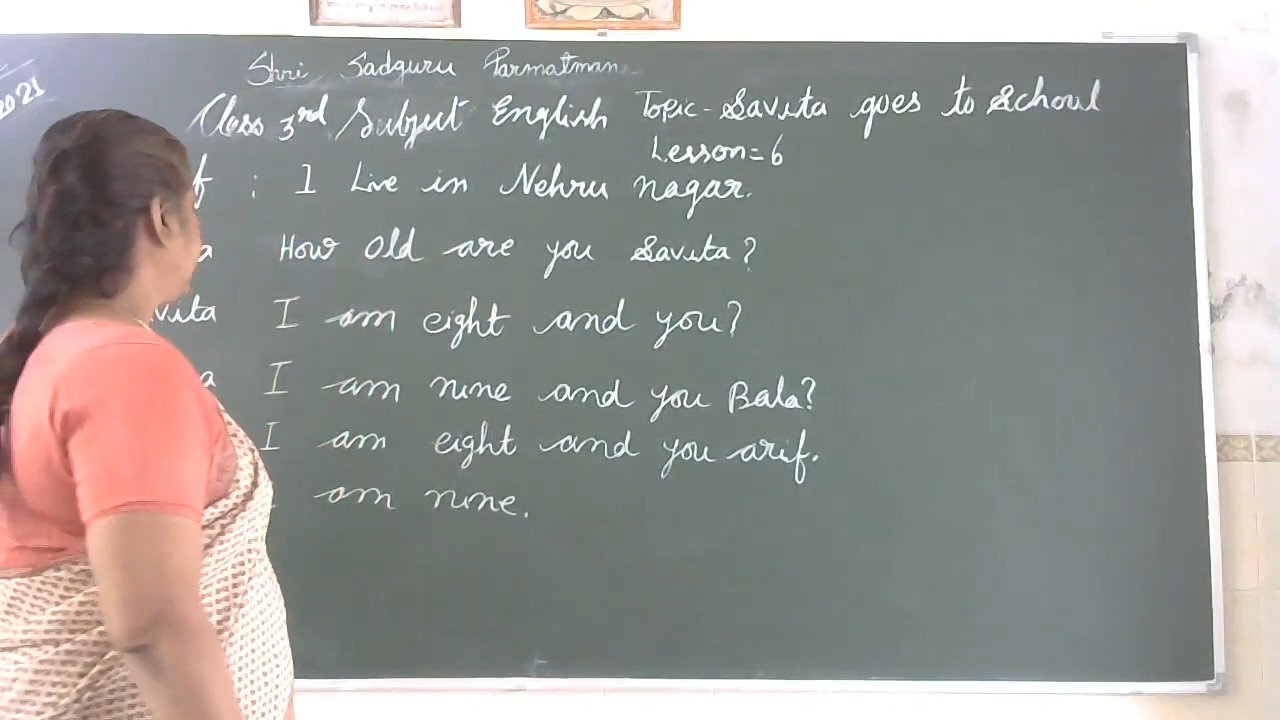 Shri Sadguru Parmatman
2021
Class 3rd Subject English Topic - Savita goes to School
Lesson = 6
f : I Live in Nehru nagar.
a How old are you Savita?
vita I am eight and you?
a I am nine and you Bala?
I am eight and you arif.
am nine.